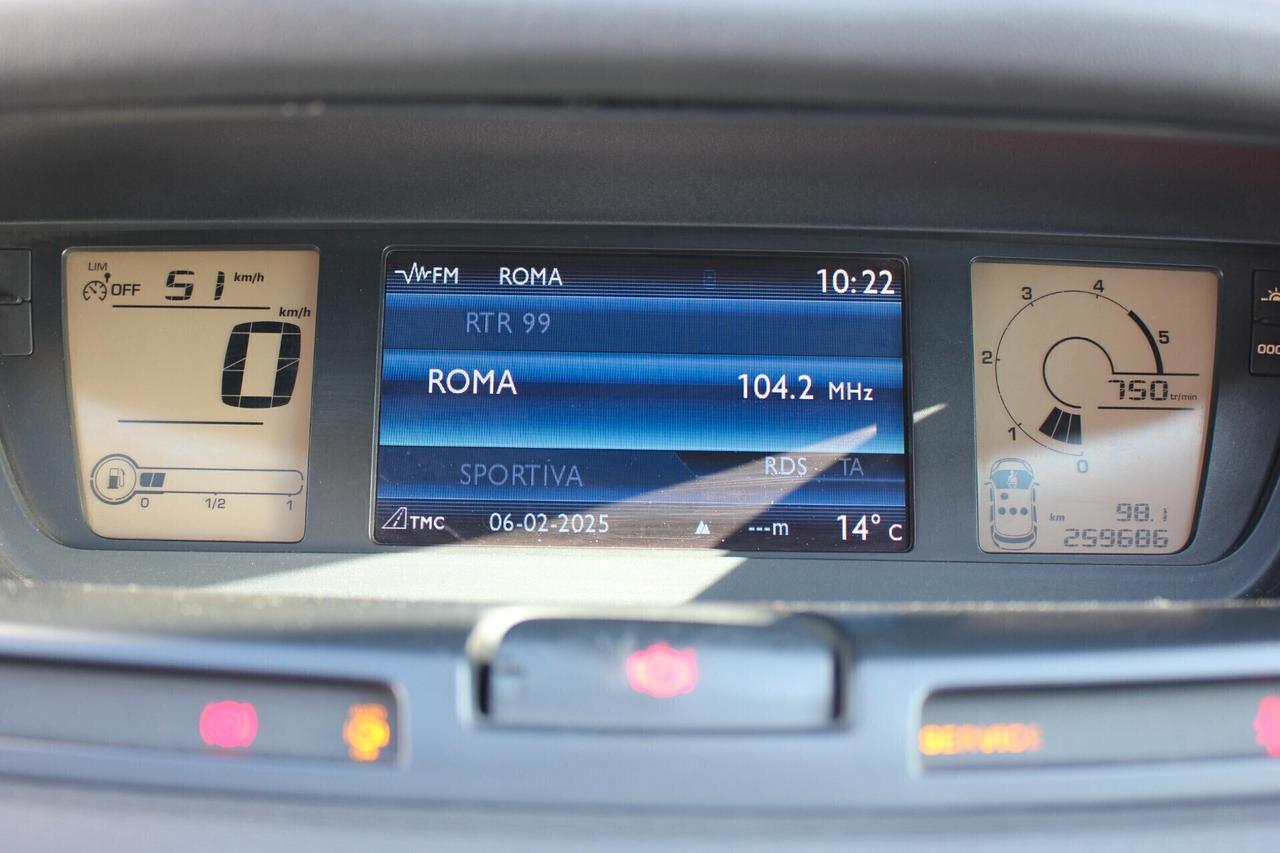 LIM
OFF 51 km/h
km/h
0
0 1/2 1
FM ROMA 10:22
RTR 99
ROMA 104.2 MHz
SPORTIVA RDS TA
TMC 06-02-2025 ---m 14° C
4
3
5
2
750 tr/min
1
0
98.1
km
259686
000
SERVICE